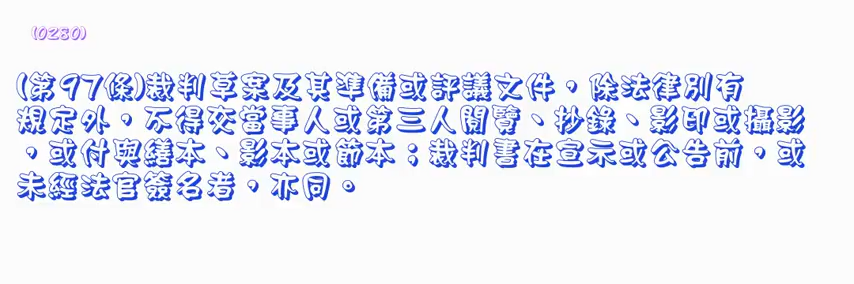 (0280)
(第97條)裁判草案及其準備或評議文件，除法律別有
規定外，不得交當事人或第三人閱覽、抄錄、影印或攝影
，或付與繕本、影本或節本；裁判書在宣示或公告前，或
未經法官簽名者，亦同。